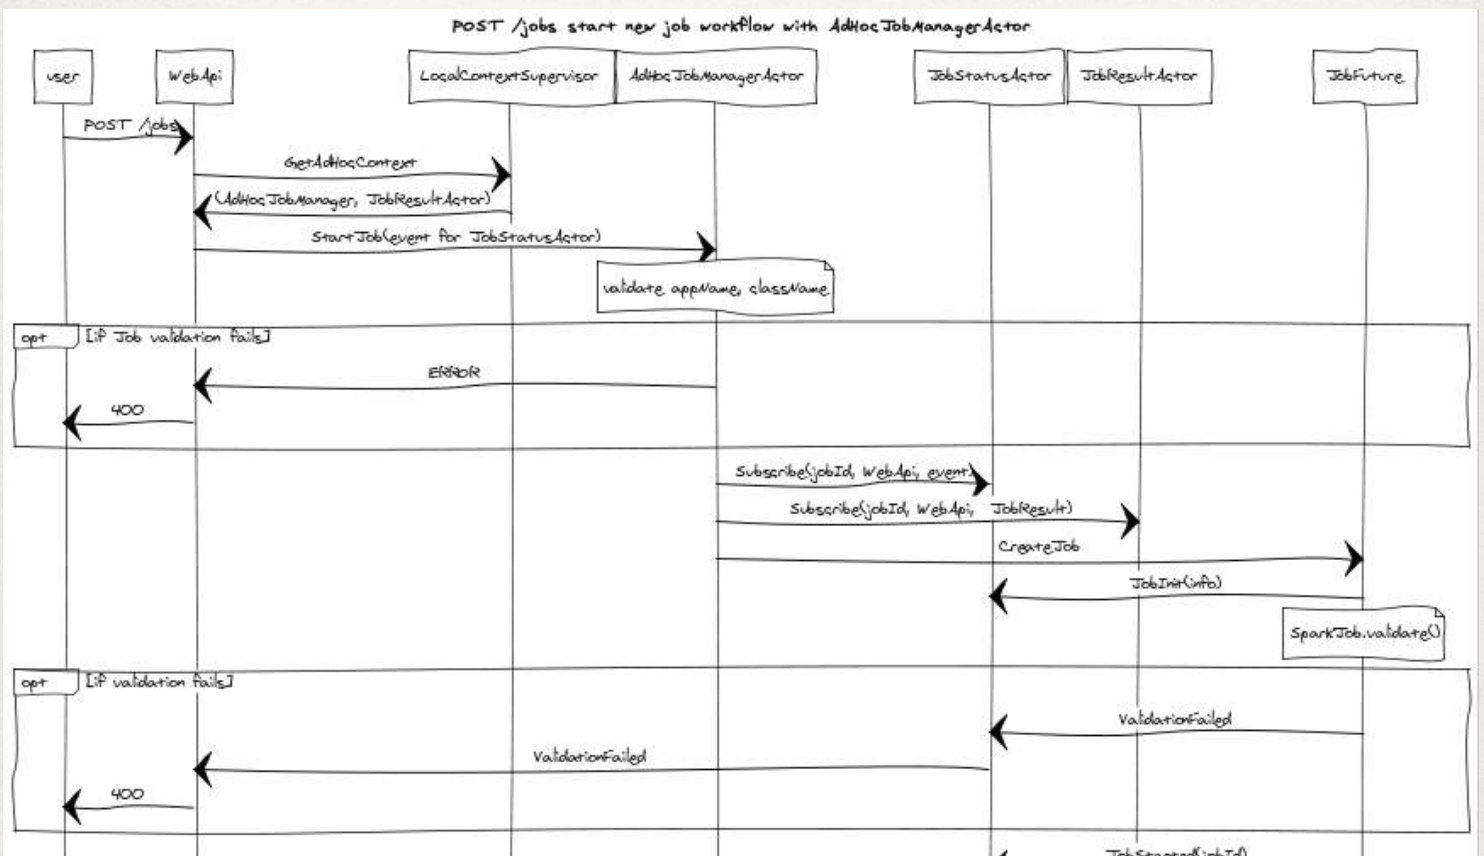 POST /jobs start new job workflow with AdHocJobManagerActor
user
WebApi
LocalContextSupervisor
AdHocJobManagerActor
JobStatusActor
JobResultActor
JobFuture
POST /jobs
GetAdHocContext
(AdHocJobManager, JobResultActor)
StartJob(event for JobStatusActor)
validate appName, className
opt
[if Job validation fails]
ERROR
400
Subscribe(jobId, WebApi, event)
Subscribe(jobId, WebApi, JobResult)
CreateJob
JobInit(info)
SparkJob.validate()
opt
[if validation fails]
ValidationFailed
ValidationFailed
400
JobStarted(jobId)